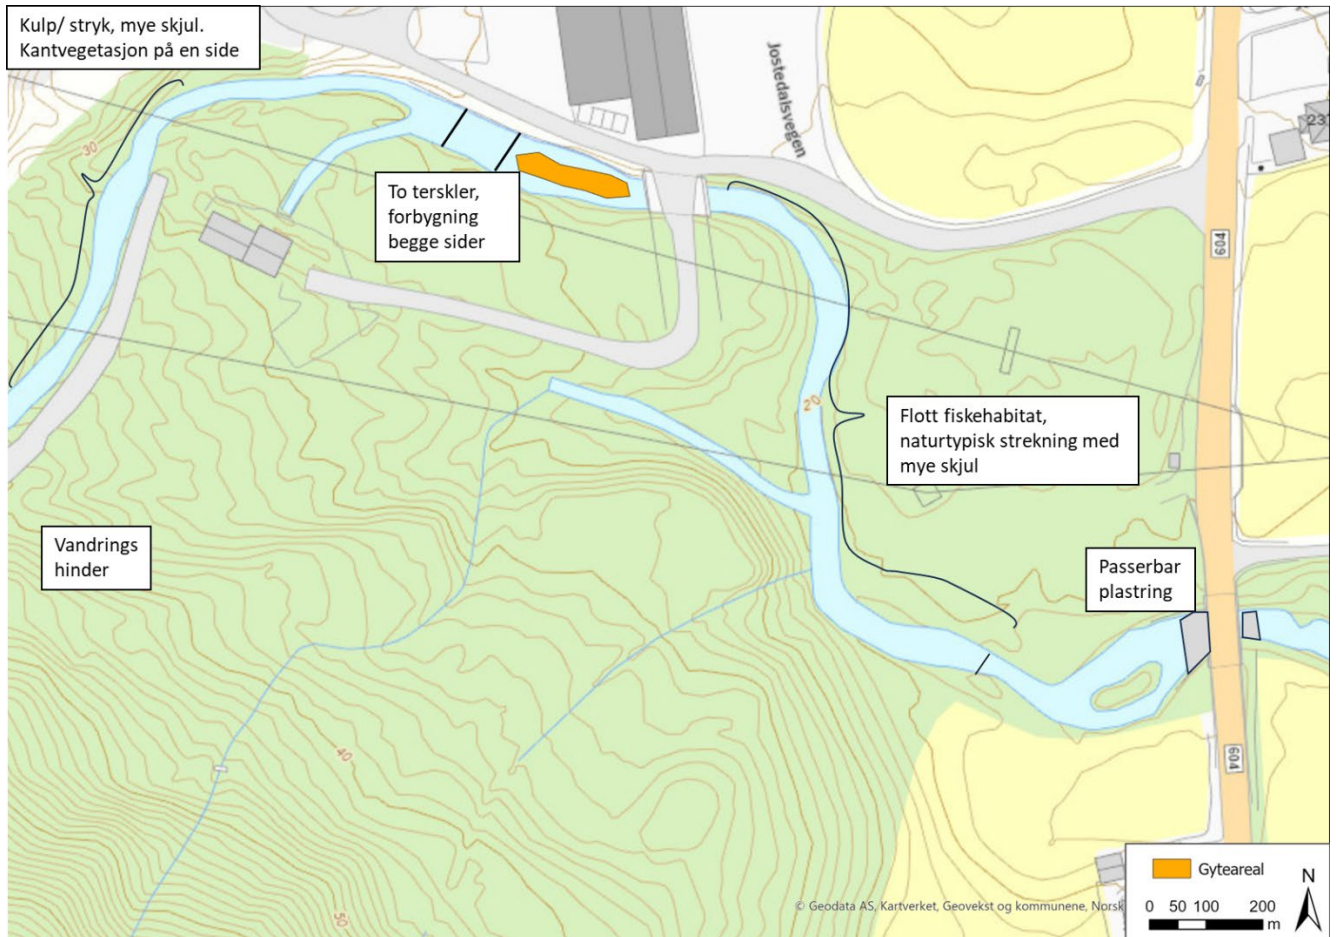 Kulp/ stryk, mye skjul.
Kantvegetasjon på en side
Jostedalsvegen
30
To terskler,
forbygning
begge sider
604
20
Flott fiskehabitat,
naturtypisk strekning med
mye skjul
Vandrings
hinder
Passerbar
plastring
40
604
50
Gyteareal
N
0 50 100 200
m
© Geodata AS, Kartverket, Geovekst og kommunene, Norsk